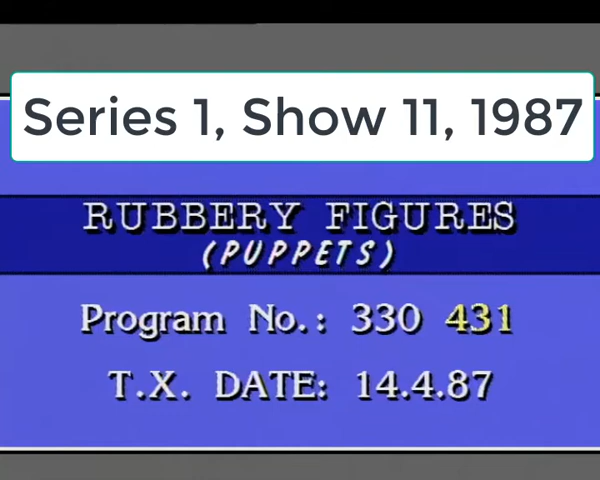 Series 1, Show 11, 1987
RUBBERY FIGURES
(PUPPETS)
Program No.: 330 431
T.X. DATE: 14.4.87